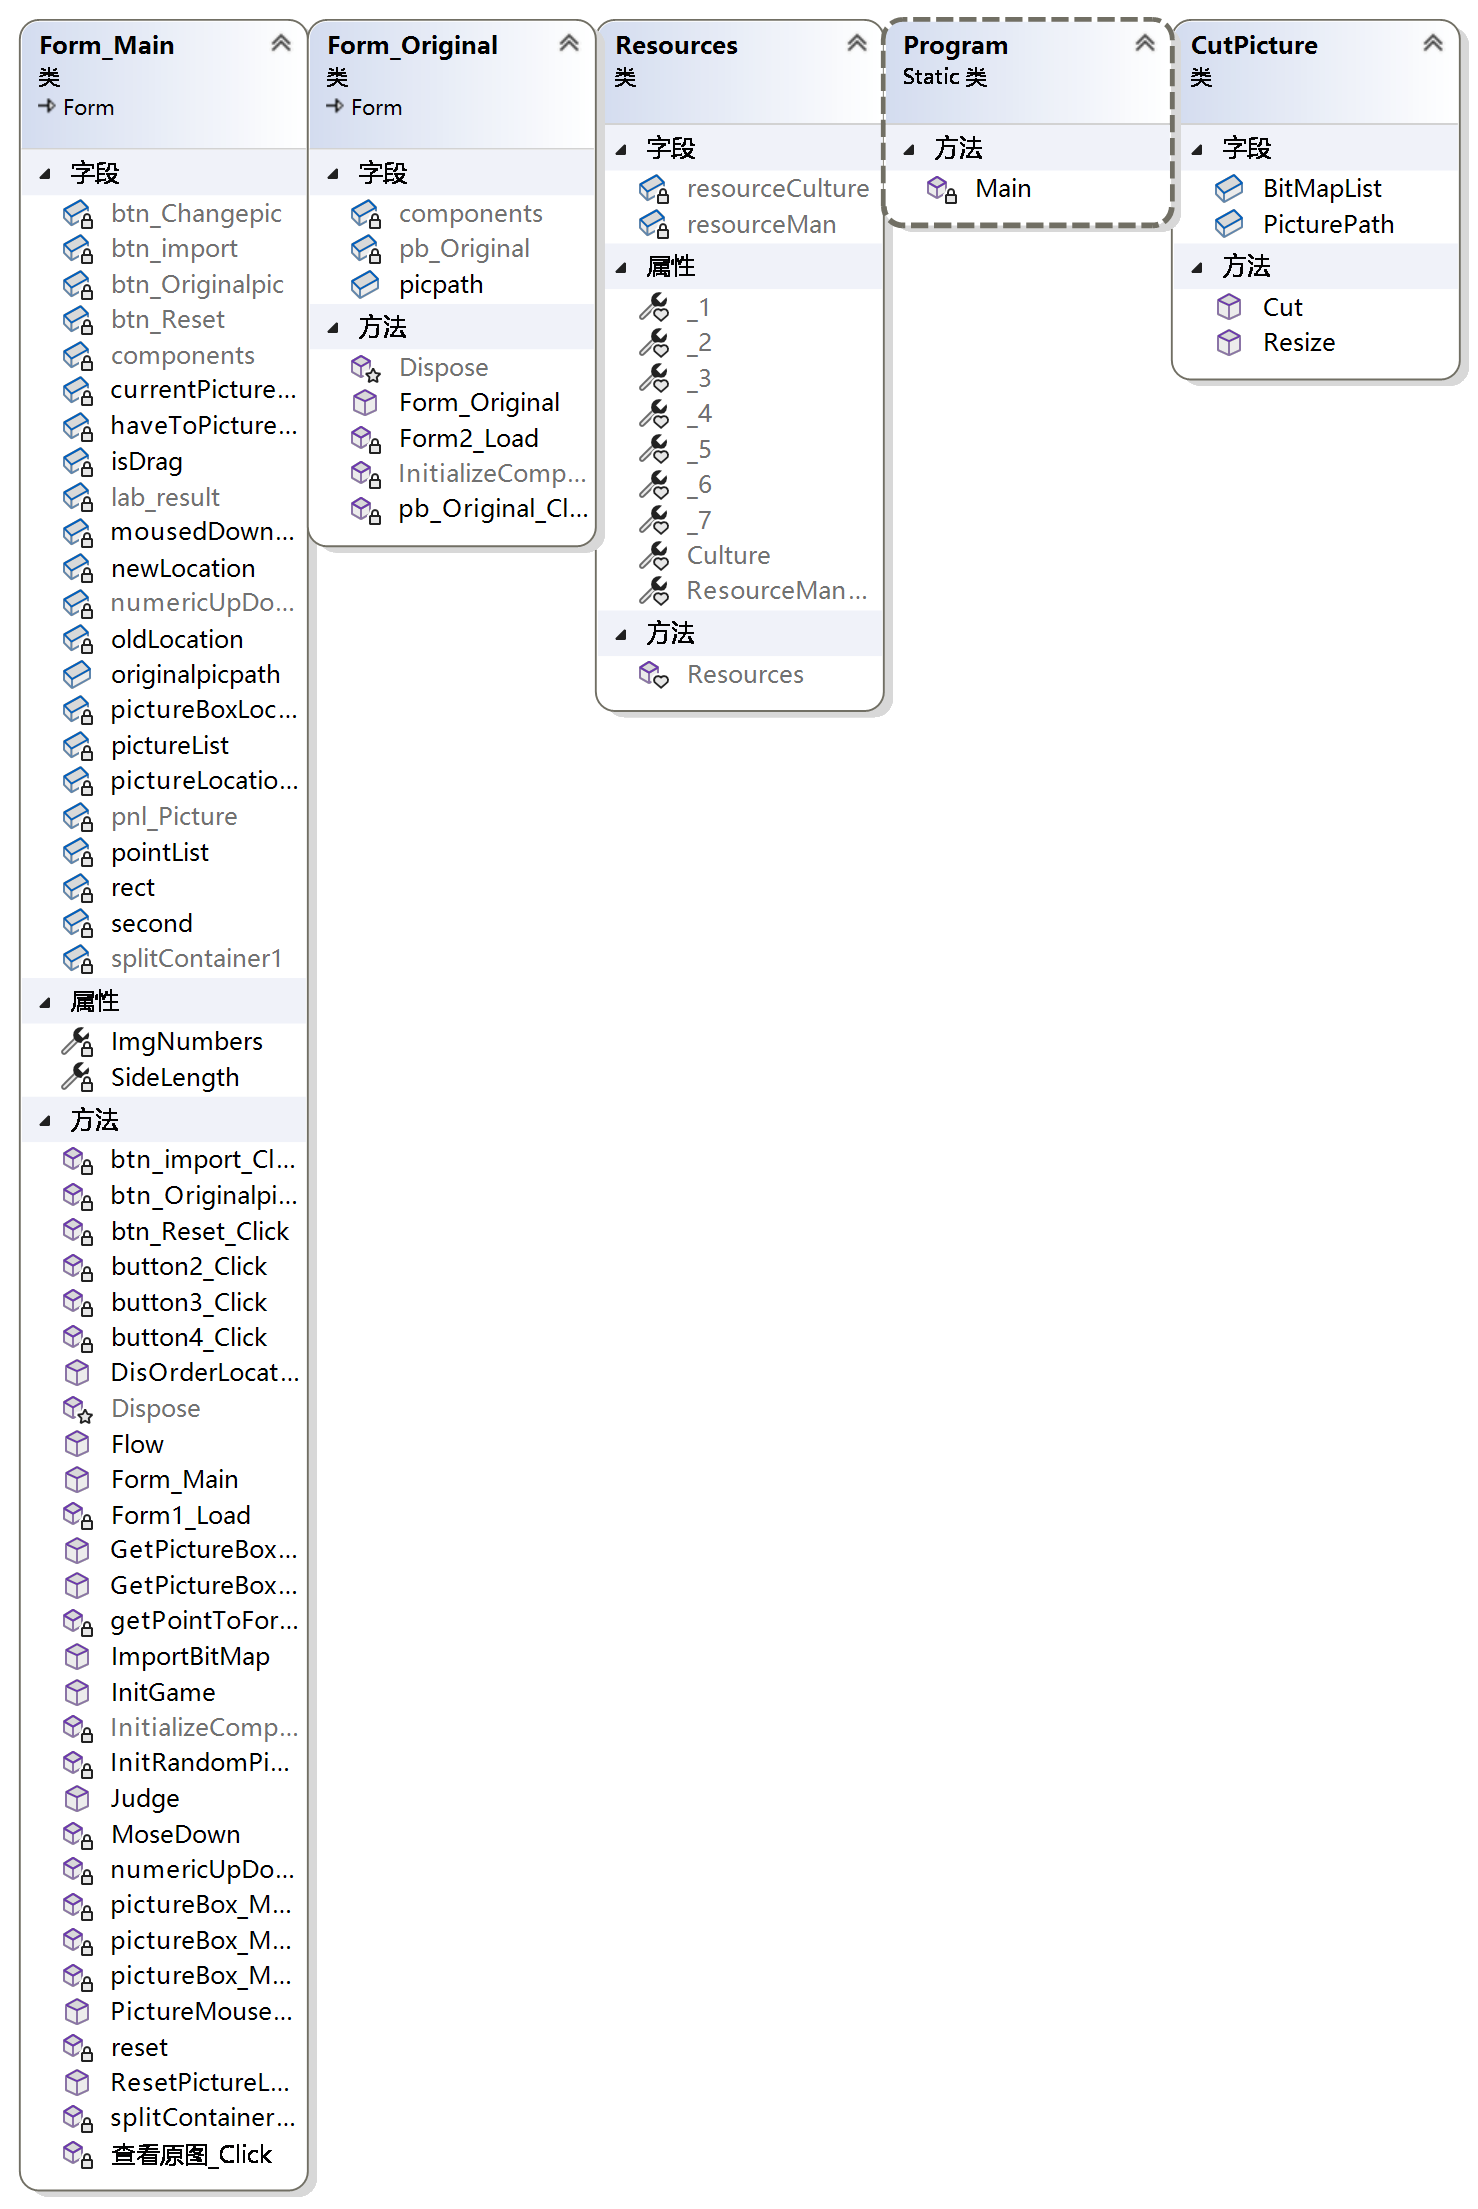 Form_Main
类
Form
字段
btn_Changepic
btn_import
btn_Originalpic
btn_Reset
components
currentPicture...
haveToPicture...
isDrag
lab_result
mousedDown...
newLocation
numericUpDo...
oldLocation
originalpicpath
pictureBoxLoc...
pictureList
pictureLocatio...
pnl_Picture
pointList
rect
second
splitContainer1
属性
ImgNumbers
SideLength
方法
btn_import_Cl...
btn_Originalpi...
btn_Reset_Click
button2_Click
button3_Click
button4_Click
DisOrderLocat...
Dispose
Flow
Form_Main
Form1_Load
GetPictureBox...
GetPictureBox...
getPointToFor...
ImportBitMap
InitGame
InitializeComp...
InitRandomPi...
Judge
MoseDown
numericUpDo...
pictureBox_M...
pictureBox_M...
pictureBox_M...
PictureMouse...
reset
ResetPictureL...
splitContainer...
查看原图_Click
Form_Original
类
Form
字段
components
pb_Original
picpath
方法
Dispose
Form_Original
Form2_Load
InitializeComp...
pb_Original_Cl...
Resources
类
字段
resourceCulture
resourceMan
属性
_1
_2
_3
_4
_5
_6
_7
Culture
ResourceMan...
方法
Resources
Program
Static 类
方法
Main
CutPicture
类
字段
BitMapList
PicturePath
方法
Cut
Resize